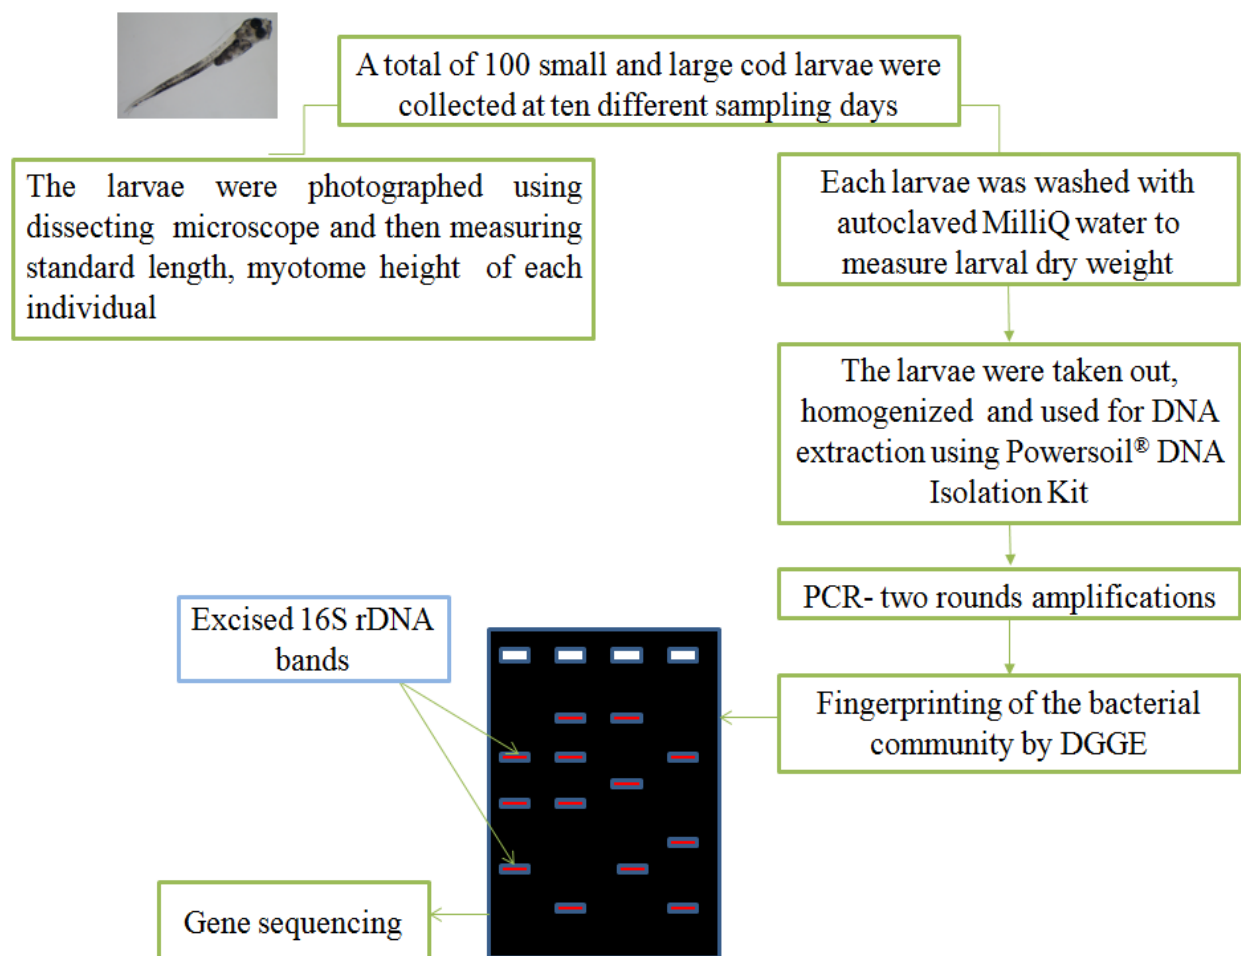 A total of 100 small and large cod larvae were
collected at ten different sampling days
The larvae were photographed using
dissecting microscope and then measuring
standard length, myotome height of each
individual
Each larvae was washed with
autoclaved MilliQ water to
measure larval dry weight
The larvae were taken out,
homogenized and used for DNA
extraction using Powersoil® DNA
Isolation Kit
PCR- two rounds amplifications
Fingerprinting of the bacterial
community by DGGE
Excised 16S rDNA
bands
Gene sequencing